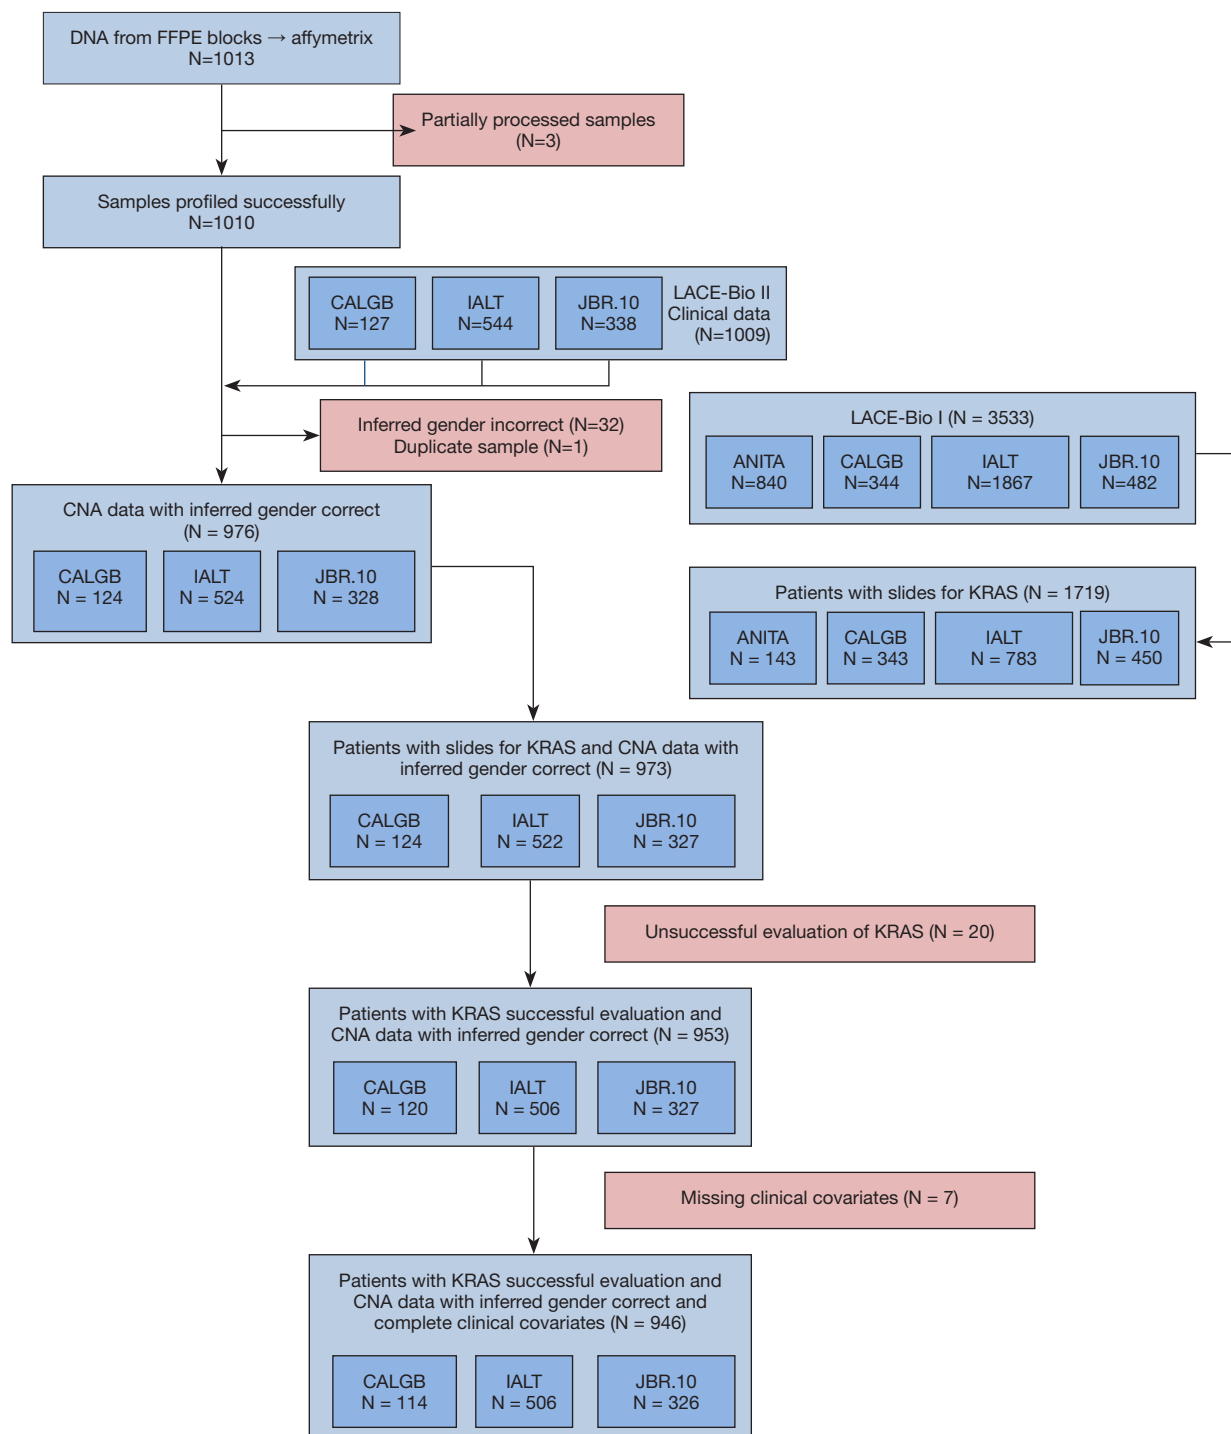 DNA from FFPE blocks → affymetrix
N=1013
Partially processed samples
(N=3)
Samples profiled successfully
N=1010
CALGB
N=127
IALT
N=544
JBR.10
N=338
LACE-Bio II
Clinical data
(N=1009)
Inferred gender incorrect (N=32)
Duplicate sample (N=1)
LACE-Bio I (N = 3533)
ANITA
N=840
CALGB
N=344
IALT
N=1867
JBR.10
N=482
CNA data with inferred gender correct
(N = 976)
CALGB
N = 124
IALT
N = 524
JBR.10
N = 328
Patients with slides for KRAS (N = 1719)
ANITA
N = 143
CALGB
N = 343
IALT
N = 783
JBR.10
N = 450
Patients with slides for KRAS and CNA data with
inferred gender correct (N = 973)
CALGB
N = 124
IALT
N = 522
JBR.10
N = 327
Unsuccessful evaluation of KRAS (N = 20)
Patients with KRAS successful evaluation and
CNA data with inferred gender correct (N = 953)
CALGB
N = 120
IALT
N = 506
JBR.10
N = 327
Missing clinical covariates (N = 7)
Patients with KRAS successful evaluation and
CNA data with inferred gender correct and
complete clinical covariates (N = 946)
CALGB
N = 114
IALT
N = 506
JBR.10
N = 326